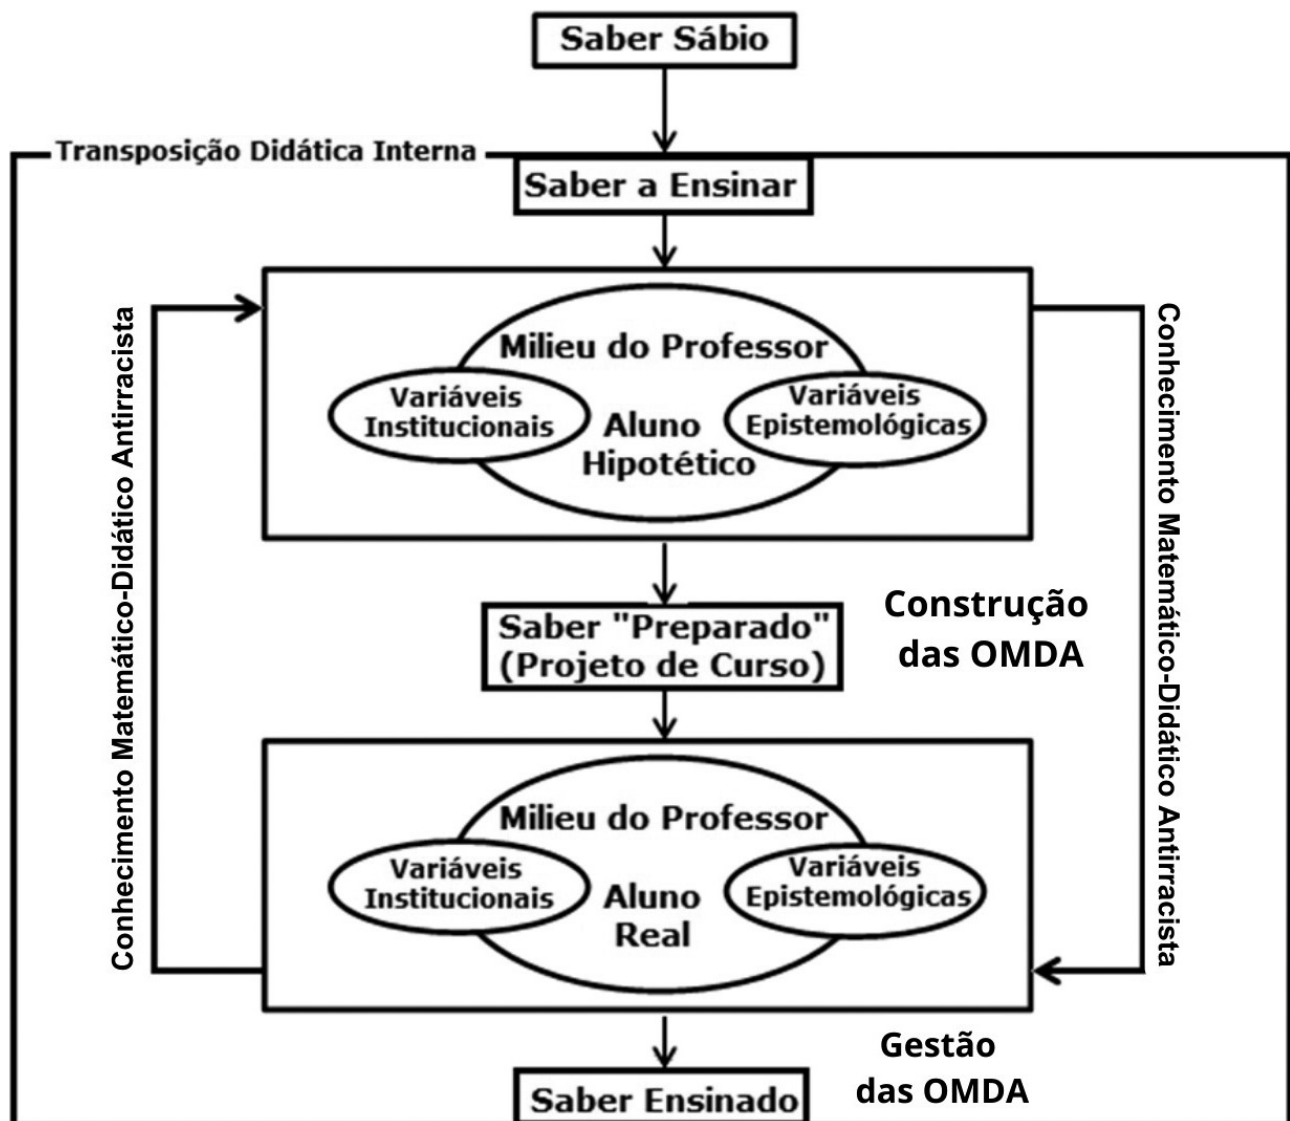 Saber Sábio
Transposição Didática Interna
Saber a Ensinar
Conhecimento Matemático-Didático Antirracista
Milieu do Professor
Variáveis
Institucionais
Aluno
Hipotético
Variáveis
Epistemológicas
Conhecimento Matemático-Didático Antirracista
Saber "Preparado"
(Projeto de Curso)
Construção
das OMDA
Milieu do Professor
Variáveis
Institucionais
Aluno
Real
Variáveis
Epistemológicas
Saber Ensinado
Gestão
das OMDA